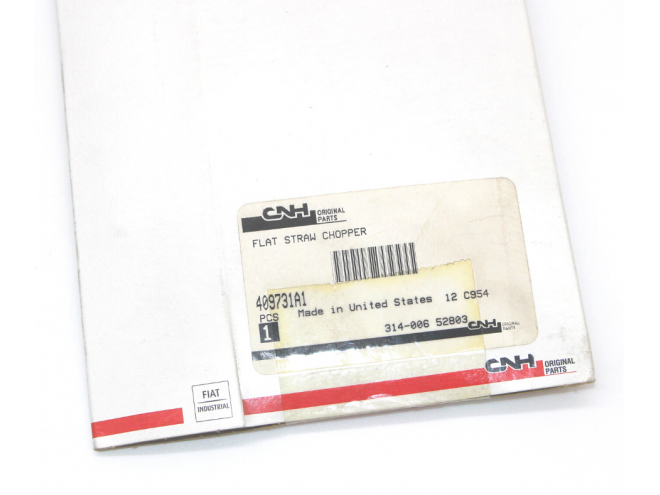 CNH ORIGINAL
PARTS
FLAT STRAW CHOPPER
409731A1
PCS
1
Made in United States 12 C954
314-006 52803
CNH ORIGINAL
PARTS
FIAT
INDUSTRIAL
CNH ORIGINAL
PARTS